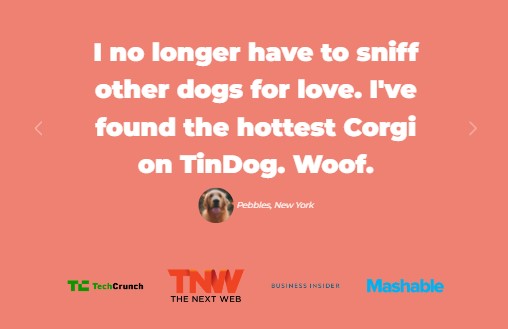 I no longer have to sniff
other dogs for love. I've
found the hottest Corgi
on TinDog. Woof.
Pebbles, New York
TC TechCrunch
TNW
THE NEXT WEB
BUSINESS INSIDER
Mashable